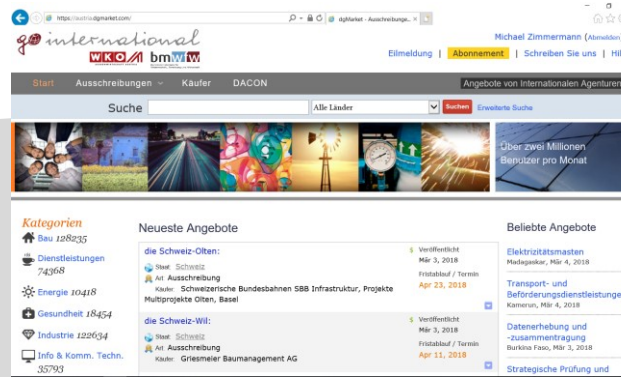 https://austria.dgmarket.com/
dgMarket - Ausschreibunge...
go international
WKO bmwfw
Michael Zimmermann (Abmelden)
Eilmeldung | Abonnement | Schreiben Sie uns | Hil
Start Ausschreibungen Käufer DACON Angebote von Internationalen Agenturen
Suche Alle Länder Suchen Erweiterte Suche
Über zwei Millionen
Benutzer pro Monat
Kategorien
Bau 128235
Dienstleistungen
74368
Energie 10418
Gesundheit 18454
Industrie 122634
Info & Komm. Techn.
35793
Neueste Angebote
die Schweiz-Olten:
Staat: Schweiz
Art Ausschreibung
Käufer Schweizerische Bundesbahnen SBB Infrastruktur, Projekte
Multiprojekte Olten, Basel
$ Veröffentlicht
Mär 3, 2018
Fristablauf / Termin
Apr 23, 2018
die Schweiz-Wil:
Staat: Schweiz
Art Ausschreibung
Käufer Griesmeier Baumanagement AG
$ Veröffentlicht
Mär 3, 2018
Fristablauf / Termin
Apr 11, 2018
Beliebte Angebote
Elektrizitätsmasten
Madagaskar, Mär 4, 2018
Transport- und
Beförderungsdienstleistunge
Kamerun, Mär 4, 2018
Datenerhebung und
-zusammentragung
Burkina Faso, Mär 3, 2018
Strategische Prüfung und